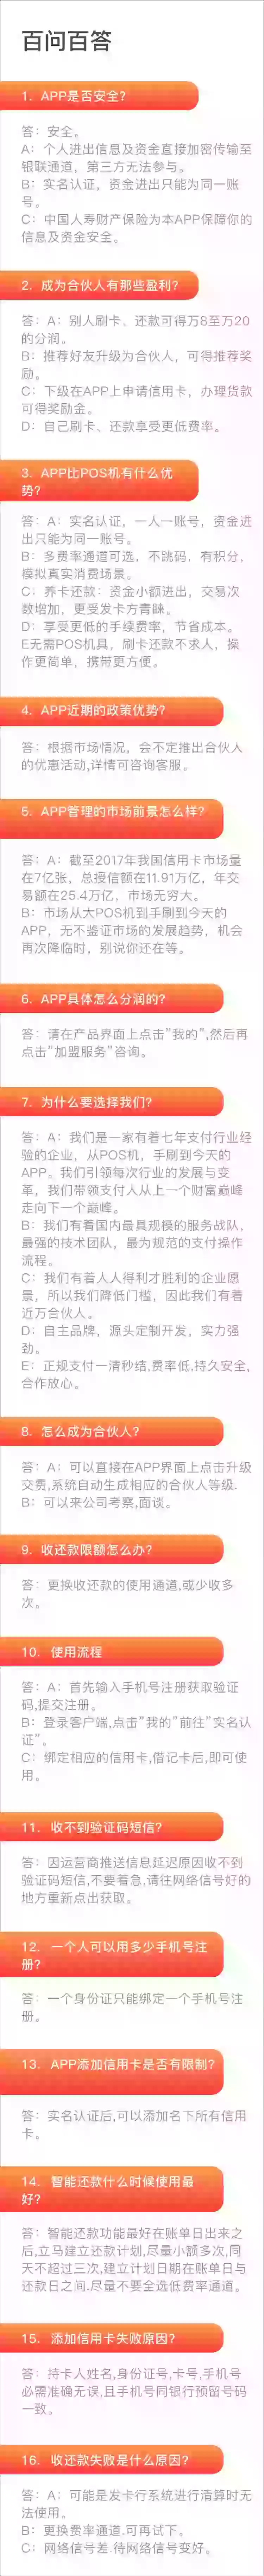 百问百答
1. APP是否安全?
答：安全。
A：个人进出信息及资金直接加密传输至
银联通道，第三方无法参与。
B：实名认证，资金进出只能为同一账
号。
C：中国人寿财产保险为本APP保障你的
信息及资金安全。
2. 成为合伙人有那些盈利?
答：A：别人刷卡、还款可得万8至万20
的分润。
B：推荐好友升级为合伙人，可得推荐奖
励。
C：下级在APP上申请信用卡，办理货款
可得奖励金。
D：自己刷卡、还款享受更低费率。
3. APP比POS机有什么优
势?
答：A：实名认证，一人一账号，资金进
出只能为同一账号。
B：多费率通道可选，不跳码，有积分，
模拟真实消费场景。
C：养卡还款：资金小额进出，交易次
数增加，更受发卡方青睐。
D：享受更低的手续费率，节省成本。
E无需POS机具，刷卡还款不求人，操
作更简单，携带更方便。
4. APP近期的政策优势?
答：根据市场情况，会不定推出合伙人
的优惠活动,详情可咨询客服。
5. APP管理的市场前景怎么样?
答：A：截至2017年我国信用卡市场量
在7亿张，总授信额在11.91万亿，年交
易额在25.4万亿，市场无穷大。
B：市场从大POS机到手刷到今天的
APP，无不鉴证市场的发展趋势，机会
再次降临时，别说你还在等。
6. APP具体怎么分润的?
答：请在产品界面上点击”我的”,然后再
点击”加盟服务”咨询。
7. 为什么要选择我们?
答：A：我们是一家有着七年支付行业经
验的企业，从POS机，手刷到今天的
APP。我们引领每次行业的发展与变
革，我们带领支付人从上一个财富巅峰
走向下一个巅峰。
B：我们有着国内最具规模的服务战队，
最强的技术团队，最为规范的支付操作
流程。
C：我们有着人人得利才胜利的企业愿
景，所以我们降低门槛，因此我们有着
近万合伙人。
D：自主品牌，源头定制开发，实力强
劲。
E：正规支付一清秒结,费率低,持久安全,
合作放心。
8. 怎么成为合伙人?
答：A：可以直接在APP界面上点击升级
交费,系统自动生成相应的合伙人等级.
B：可以来公司考察,面谈。
9. 收还款限额怎么办?
答：更换收还款的使用通道,或少收多
次。
10. 使用流程
答：A：首先输入手机号注册获取验证
码,提交注册。
B：登录客户端,点击”我的”前往”实名认
证”。
C：绑定相应的信用卡,借记卡后,即可使
用。
11. 收不到验证码短信?
答：因运营商推送信息延迟原因收不到
验证码短信,不要着急,请往网络信号好的
地方重新点出获取。
12. 一个人可以用多少手机号注
册?
答：一个身份证只能绑定一个手机号注
册。
13. APP添加信用卡是否有限制?
答：实名认证后,可以添加名下所有信用
卡。
14. 智能还款什么时候使用最
好?
答：智能还款功能最好在账单日出来之
后,立马建立还款计划,尽量小额多次,同
天不超过三次,建立计划日期在账单日与
还款日之间.尽量不要全选低费率通道。
15. 添加信用卡失败原因?
答：持卡人姓名,身份证号,卡号,手机号
必需准确无误,且手机号同银行预留号码
一致。
16. 收还款失败是什么原因?
答：A：可能是发卡行系统进行清算时无
法使用。
B：更换费率通道.可再试下。
C：网络信号差.待网络信号变好。